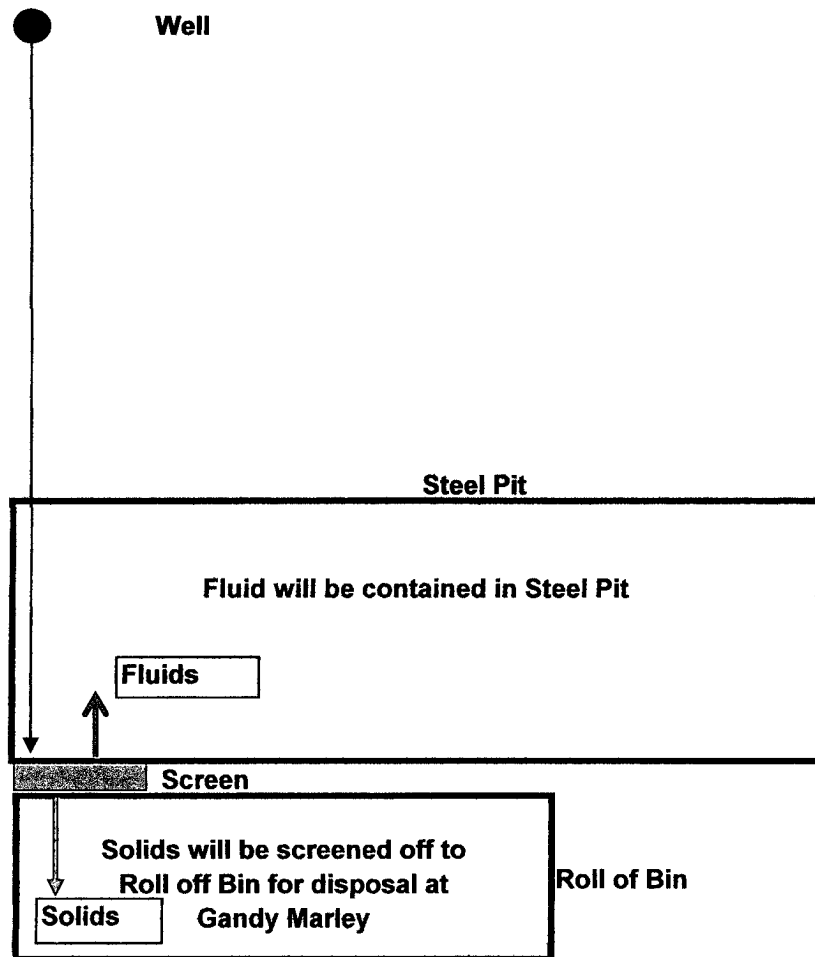 Well
Steel Pit
Fluid will be contained in Steel Pit
Fluids
Screen
Solids will be screened off to
Roll off Bin for disposal at
Gandy Marley
Roll of Bin
Solids